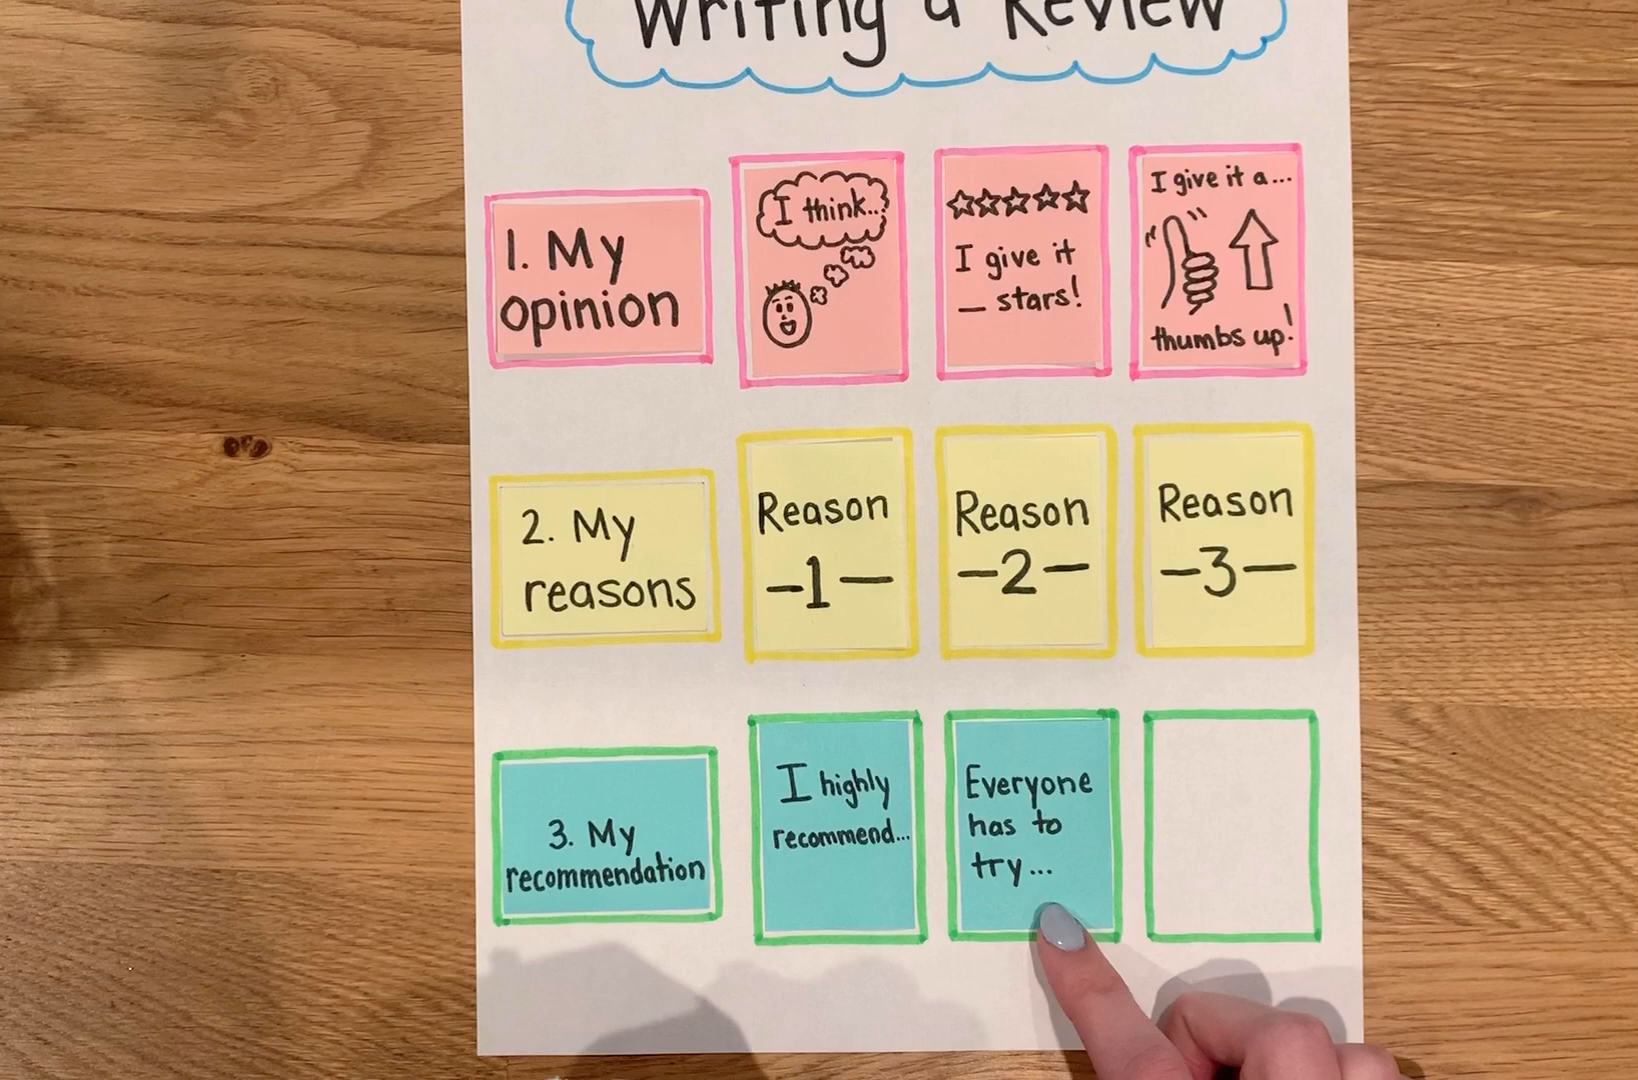 Writing a Review
1. My
opinion
I think...
I give it
_ stars!
I give it a...
thumbs up!
2. My
reasons
Reason
-1-
Reason
-2-
Reason
-3-
3. My
recommendation
I highly
recommend...
Everyone
has to
try...